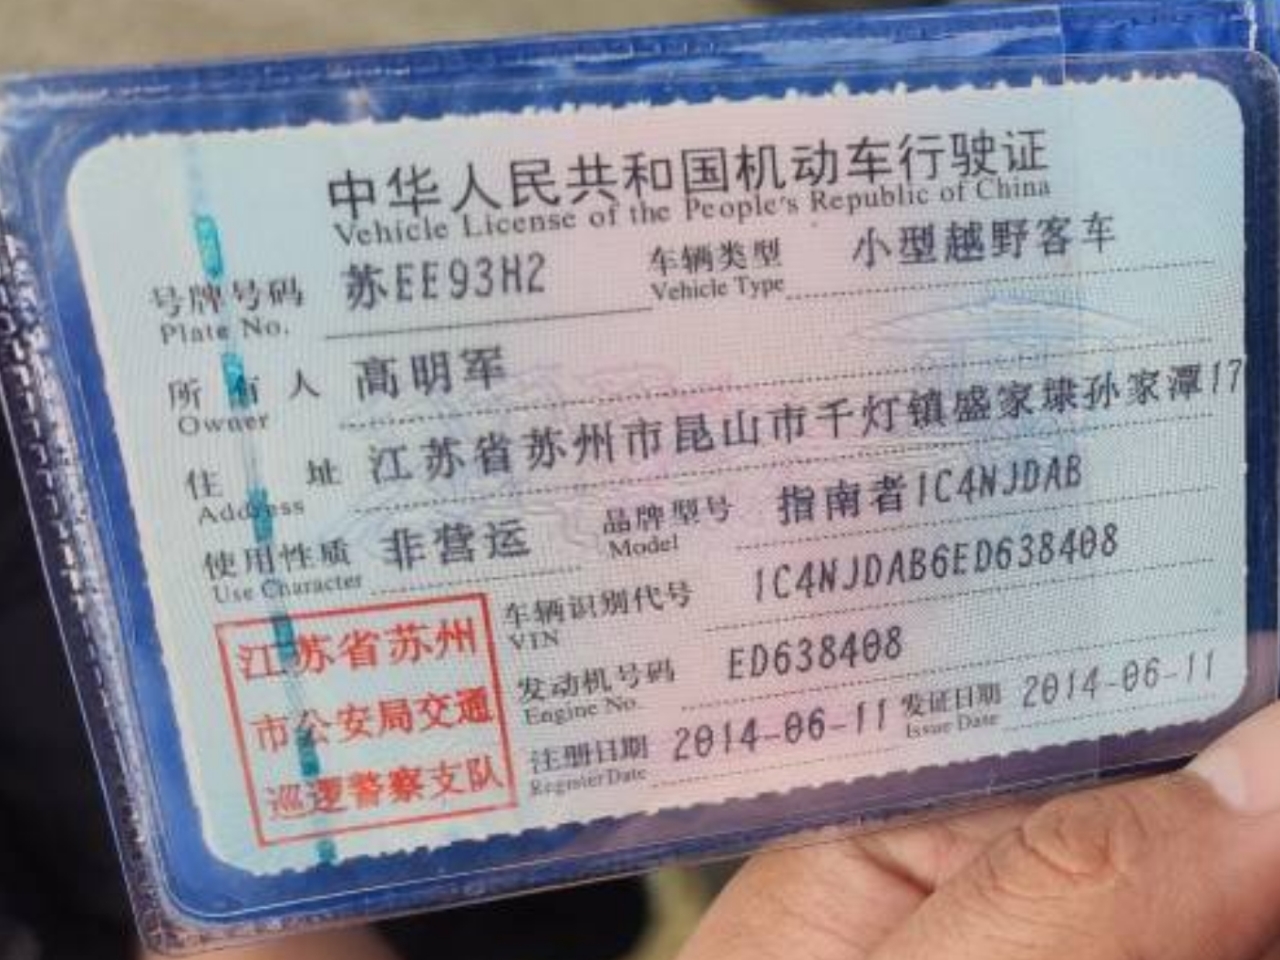 中华人民共和国机动车行驶证
Vehicle License of the People's Republic of China
号牌号码 苏EE93H2 车辆类型 小型越野客车
Plate No. Vehicle Type
所有人 高明军
Owner
住址 江苏省苏州市昆山市千灯镇盛家埭孙家潭17
Address
使用性质 非营运 品牌型号 指南者1C4NJDAB
Use Character Model
车辆识别代号 1C4NJDAB6ED638408
VIN
发动机号码 ED638408
Engine No.
注册日期 2014-06-11 发证日期 2014-06-11
Register Date Issue Date
江苏省苏州
市公安局交通
巡逻警察支队